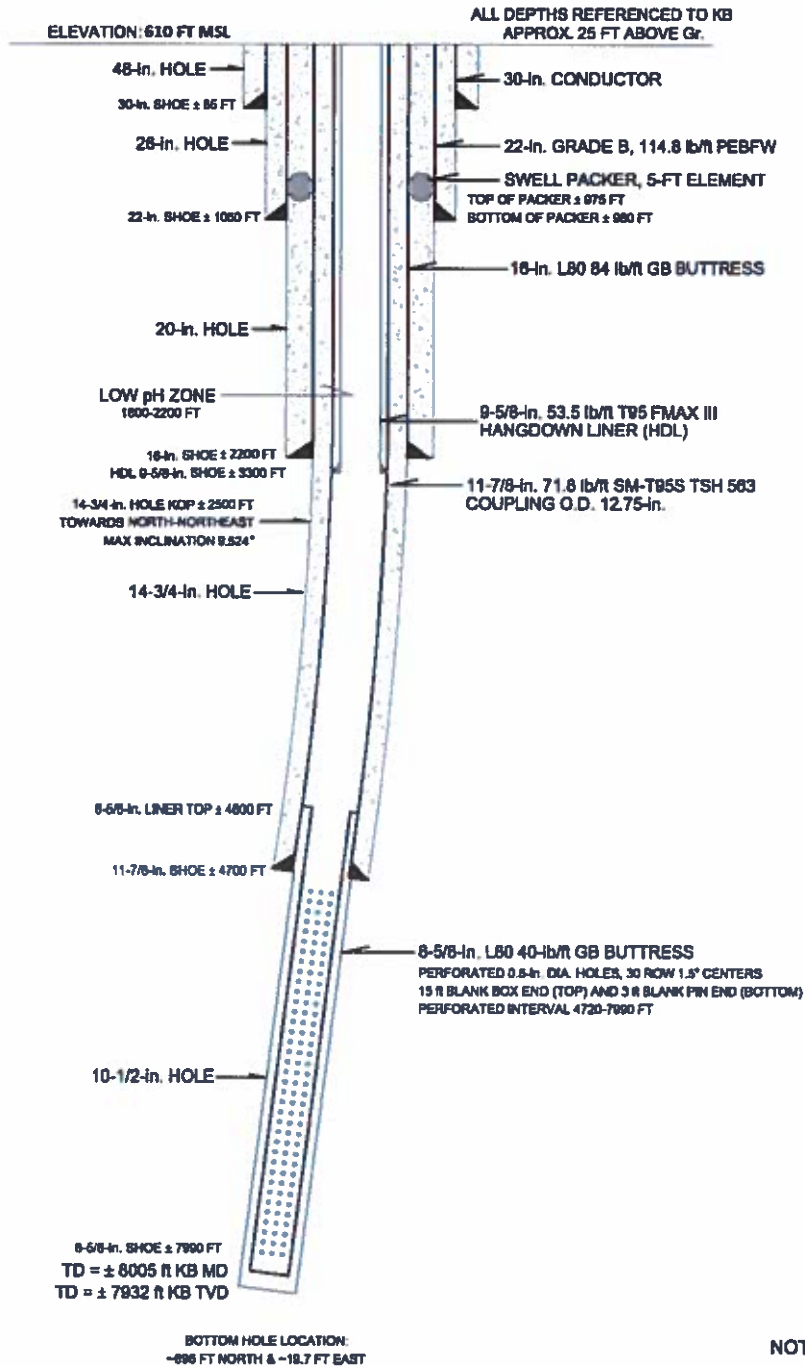 ELEVATION: 610 FT MSL
ALL DEPTHS REFERENCED TO KB
APPROX. 25 FT ABOVE Gr.
48-in. HOLE
30-in. CONDUCTOR
30-in. SHOE ± 85 FT
26-in. HOLE
22-in. GRADE B, 114.8 lb/ft PEBFW
SWELL PACKER, 5-FT ELEMENT
TOP OF PACKER ± 975 FT
BOTTOM OF PACKER ± 980 FT
22-in. SHOE ± 1050 FT
16-in. L80 84 lb/ft GB BUTTRESS
20-in. HOLE
LOW pH ZONE
1600-2200 FT
9-5/8-in. 53.5 lb/ft T95 FMAX III
HANGDOWN LINER (HDL)
16-in. SHOE ± 2200 FT
HDL 9-5/8-in. SHOE ± 3300 FT
11-7/8-in. 71.8 lb/ft SM-T95S TSH 563
COUPLING O.D. 12.75-in.
14-3/4-in. HOLE KOP ± 2500 FT
TOWARDS NORTH-NORTHEAST
MAX INCLINATION 9.524°
14-3/4-in. HOLE
8-5/8-in. LINER TOP ± 4600 FT
11-7/8-in. SHOE ± 4700 FT
8-5/8-in. L80 40-lb/ft GB BUTTRESS
PERFORATED DIA. HOLES, 30 ROW CENTERS
15 ft BLANK BOX END (TOP) AND 3 ft BLANK PIN END (BOTTOM)
PERFORATED INTERVAL 4720-7990 FT
10-1/2-in. HOLE
8-5/8-in. SHOE ± 7990 FT
TD = ± 8005 ft KB MD
TD = ± 7932 ft KB TVD
BOTTOM HOLE LOCATION:
FT NORTH & ~19.7 FT EAST
NOT